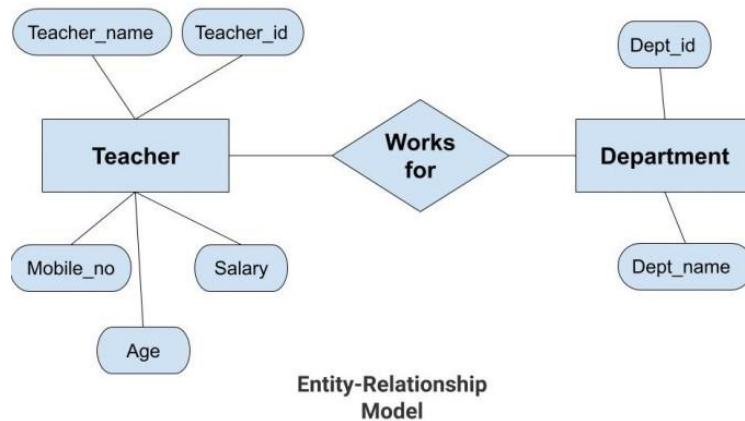 Teacher_name
Teacher_id
Dept_id
Teacher
Works
for
Department
Mobile_no
Salary
Dept_name
Age
Entity-Relationship
Model